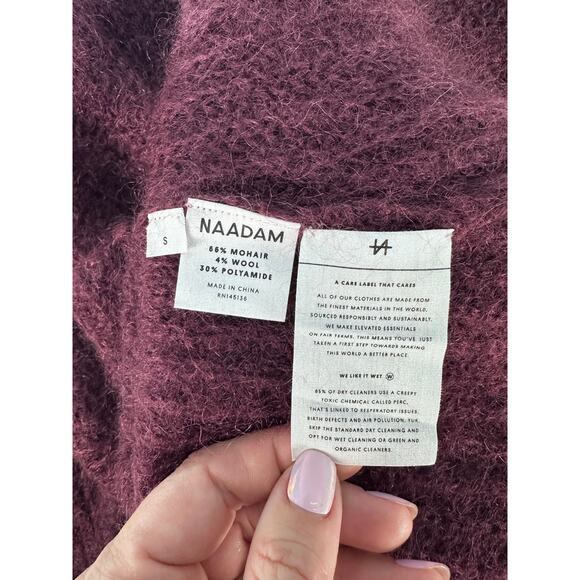 S
NAADAM
66% MOHAIR
4% WOOL
30% POLYAMIDE
MADE IN CHINA
RN145136
A CARE LABEL THAT CARES
ALL OF OUR CLOTHES ARE MADE FROM
THE FINEST MATERIALS IN THE WORLD,
SOURCED RESPONSIBLY AND SUSTAINABLY.
WE MAKE ELEVATED ESSENTIALS
ON FAIR TERMS. THIS MEANS YOU'VE JUST
TAKEN A FIRST STEP TOWARDS MAKING
THIS WORLD A BETTER PLACE.
WE LIKE IT WET W
85% OF DRY CLEANERS USE A CREEPY
TOXIC CHEMICAL CALLED PERC,
THAT'S LINKED TO RESPIRATORY ISSUES,
BIRTH DEFECTS AND AIR POLLUTION. YUK.
SKIP THE STANDARD DRY CLEANING AND
OPT FOR WET CLEANING OR GREEN AND
ORGANIC CLEANERS.